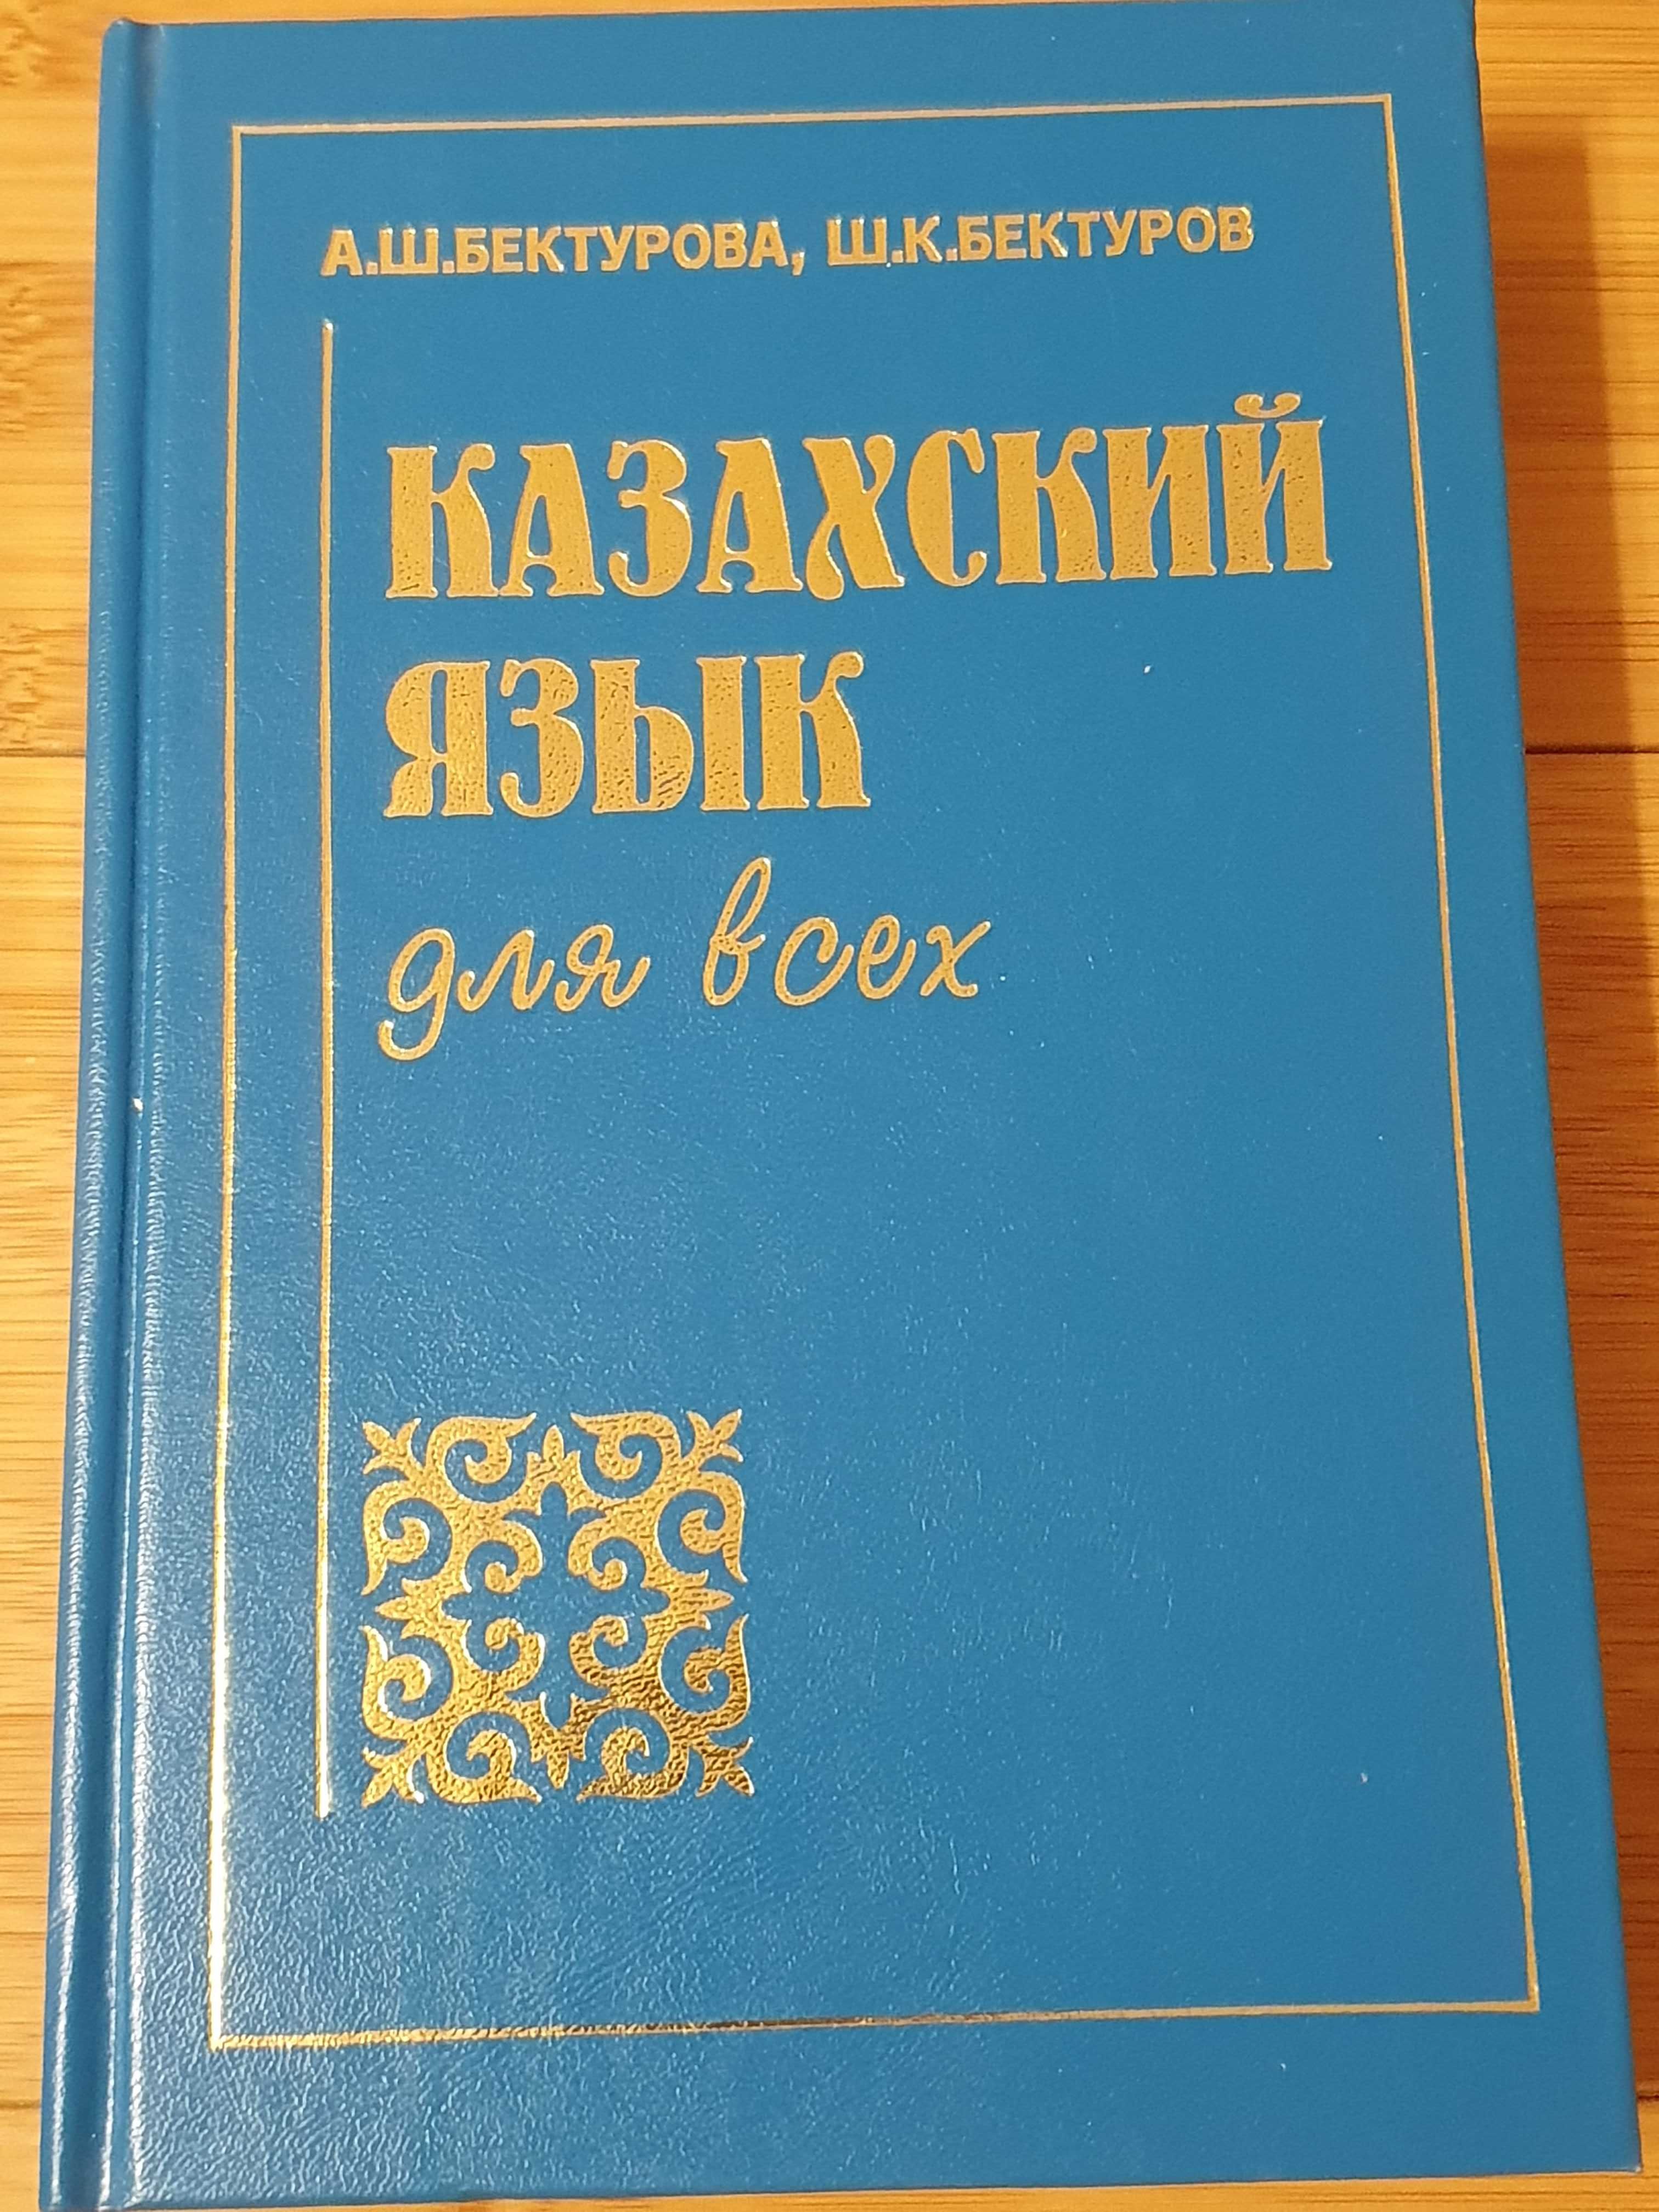 А.Ш.БЕКТУРОВА, Ш.К.БЕКТУРОВ
КАЗАХСКИЙ
ЯЗЫК
для всех